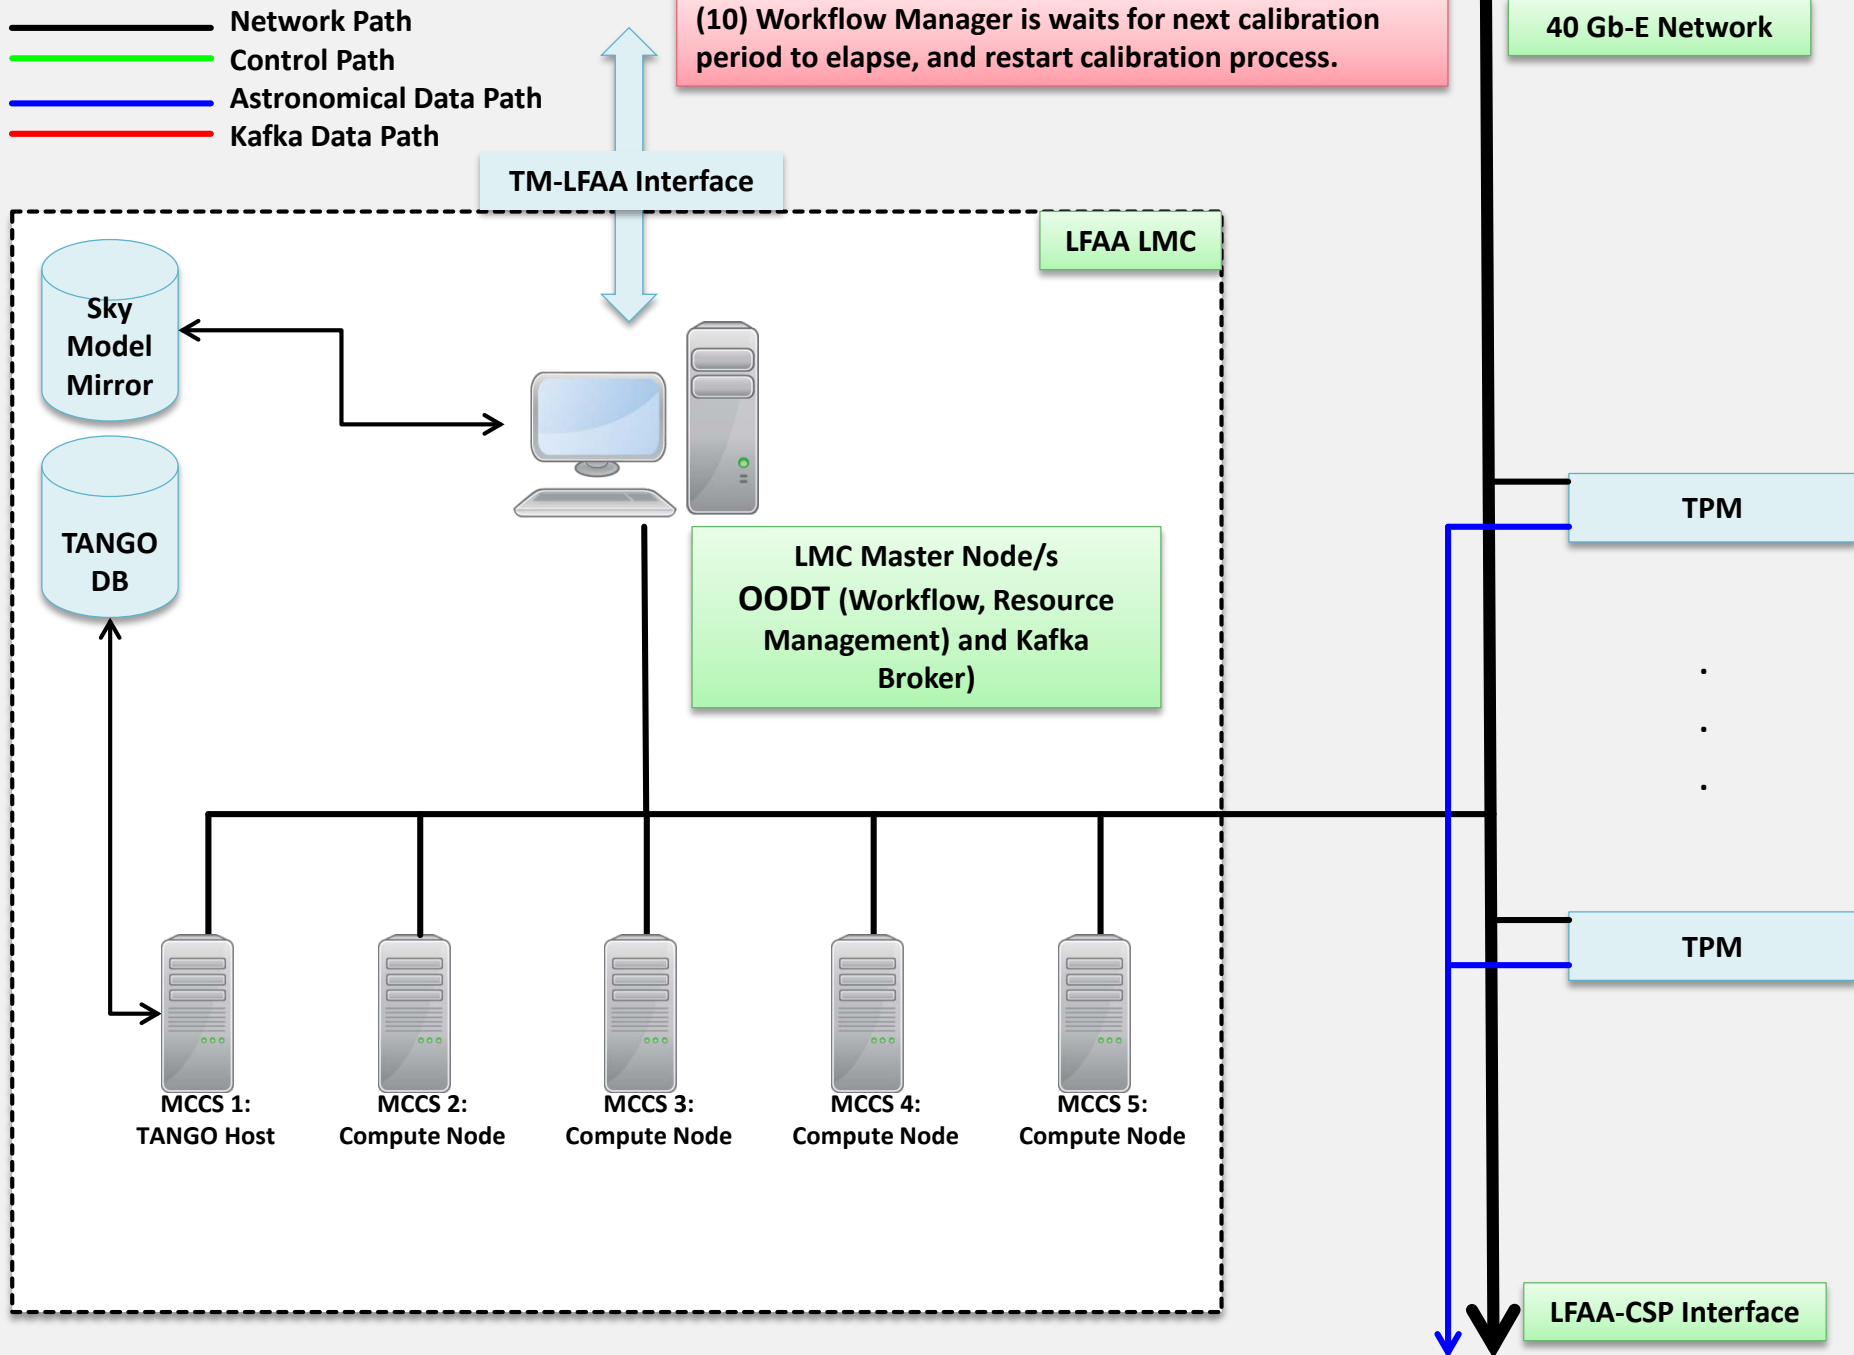 Network Path
Control Path
Astronomical Data Path
Kafka Data Path
(10) Workflow Manager is waits for next calibration
period to elapse, and restart calibration process.
40 Gb-E Network
TM-LFAA Interface
LFAA LMC
Sky
Model
Mirror
TANGO
DB
LMC Master Node/s
OODT (Workflow, Resource
Management) and Kafka
Broker)
TPM
.
.
.
TPM
MCCS 1:
TANGO Host
MCCS 2:
Compute Node
MCCS 3:
Compute Node
MCCS 4:
Compute Node
MCCS 5:
Compute Node
LFAA-CSP Interface